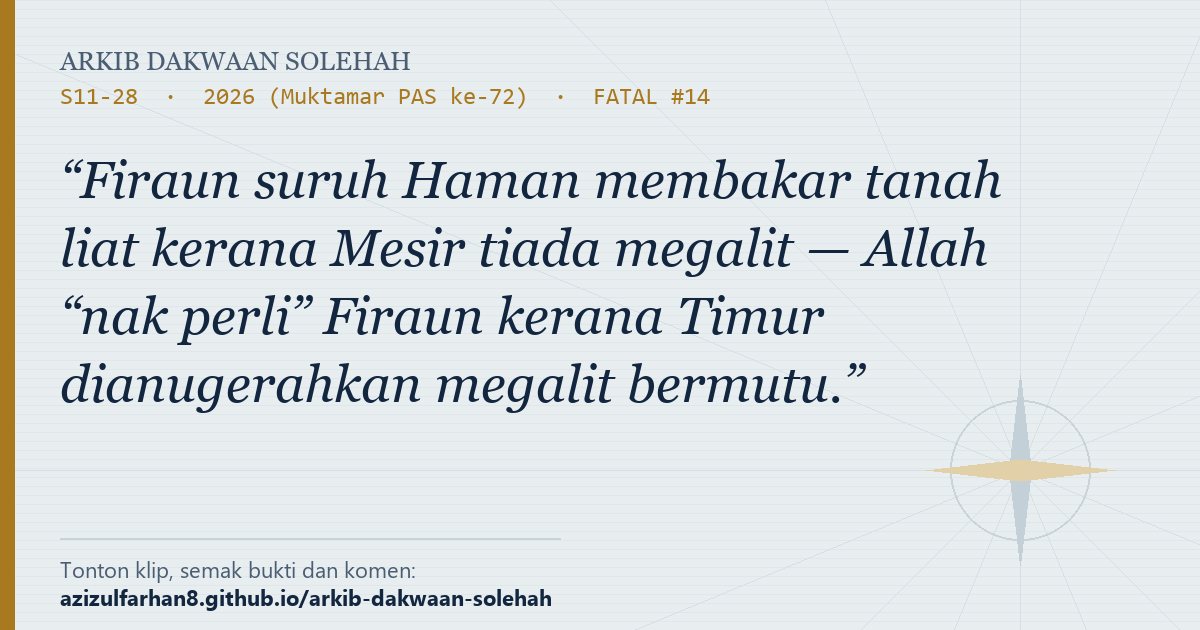 ARKIB DAKWAAN SOLEHAH
S11-28 · 2026 (Muktamar PAS ke-72) · FATAL #14
“Firaun suruh Haman membakar tanah
liat kerana Mesir tiada megalit — Allah
“nak perli” Firaun kerana Timur
dianugerahkan megalit bermutu.”
Tonton klip, semak bukti dan komen:
azizulfarhan8.github.io/arkib-dakwaan-solehah